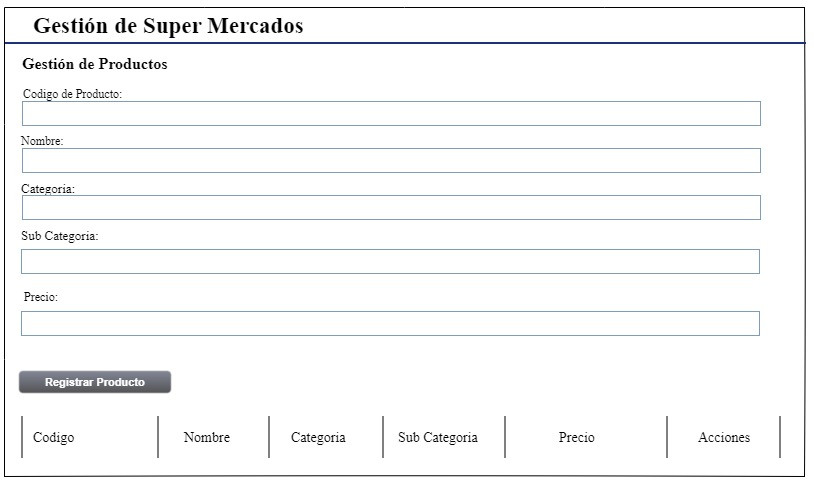 Gestión de Super Mercados
Gestión de Productos
Codigo de Producto:
Nombre:
Categoria:
Sub Categoria:
Precio:
Registrar Producto
Codigo Nombre Categoria Sub Categoria Precio Acciones